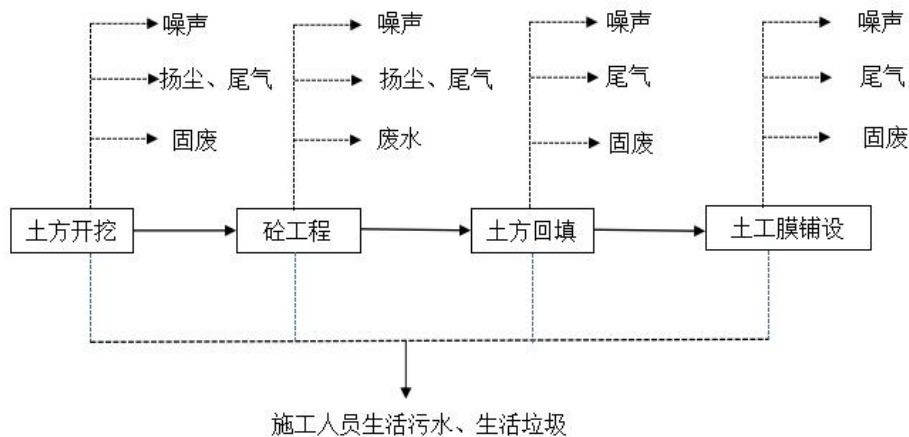 噪声
噪声
噪声
噪声
扬尘、尾气
扬尘、尾气
尾气
尾气
固废
废水
固废
固废
土方开挖
砼工程
土方回填
土工膜铺设
施工人员生活污水、生活垃圾